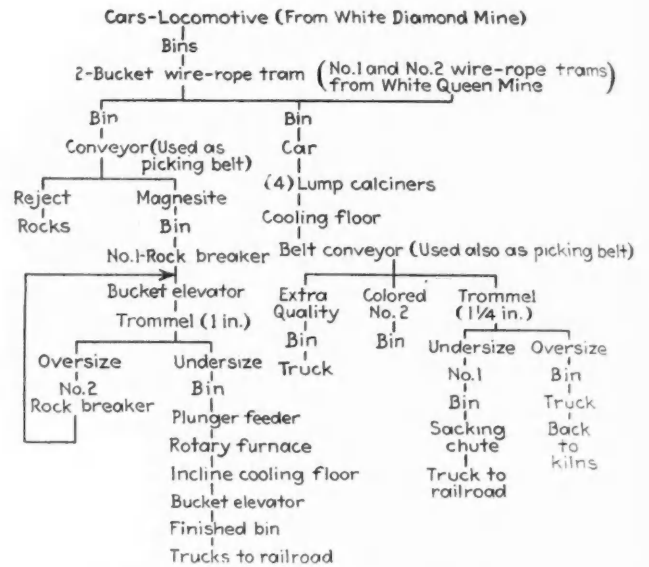 Cars-Locomotive (From White Diamond Mine)
Bins
2-Bucket wire-rope tram (No.1 and No.2 wire-rope trams
from White Queen Mine)
Bin
Conveyor (Used as
picking belt)
Reject
Rocks
Magnesite
Bin
No.1-Rock breaker
Bucket elevator
Trommel (1 in.)
Oversize
No.2
Rock breaker
Undersize
Bin
Plunger feeder
Rotary furnace
Incline cooling floor
Bucket elevator
Finished bin
Trucks to railroad
Bin
Car
(4) Lump calciners
Cooling floor
Belt conveyor (Used also as picking belt)
Extra
Quality
Bin
Truck
Colored
No.2
Bin
Trommel
(1 1/4 in.)
Undersize
No.1
Bin
Sacking
chute
Truck to
railroad
Oversize
Bin
Truck
Back
to
kilns